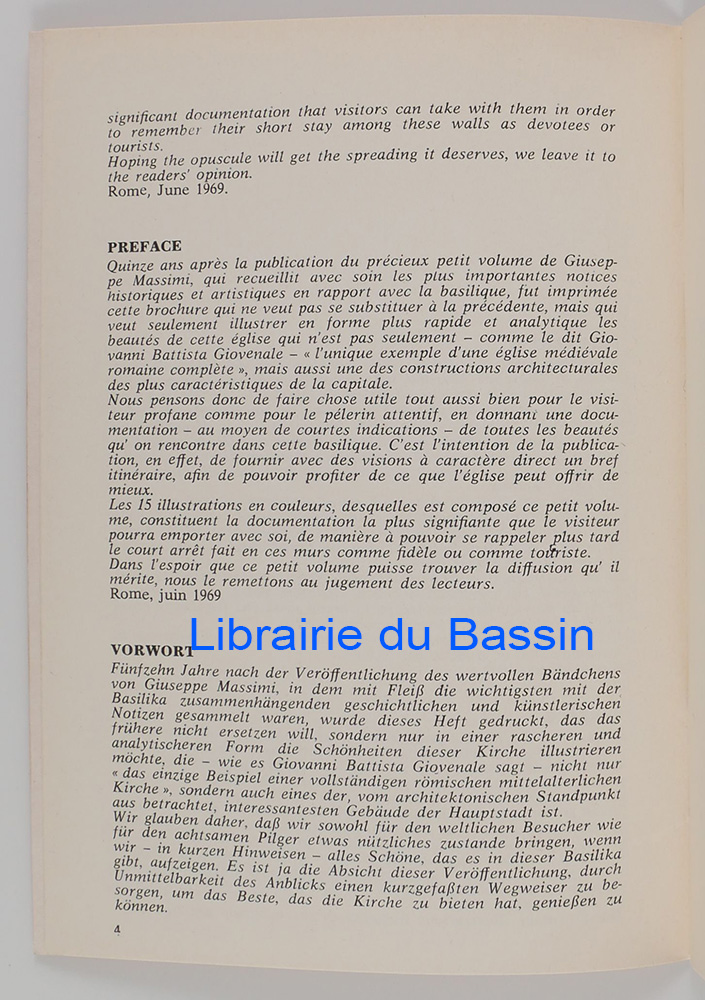 significant documentation that visitors can take with them in order
to remember their short stay among these walls as devotees or
tourists.
Hoping the opuscule will get the spreading it deserves, we leave it to
the readers' opinion.
Rome, June 1969.
PREFACE
Quinze ans après la publication du précieux petit volume de Giusep-
pe Massimi, qui recueillit avec soin les plus importantes notices
historiques et artistiques en rapport avec la basilique, fut imprimée
cette brochure qui ne veut pas se substituer à la précédente, mais qui
veut seulement illustrer en forme plus rapide et analytique les
beautés de cette église qui n'est pas seulement – comme le dit Gio-
vanni Battista Giovenale – « l'unique exemple d'une église médiévale
romaine complète », mais aussi une des constructions architecturales
des plus caractéristiques de la capitale.
Nous pensons donc de faire chose utile tout aussi bien pour le visi-
teur profane comme pour le pélerin attentif, en donnant une docu-
mentation – au moyen de courtes indications – de toutes les beautés
qu' on rencontre dans cette basilique. C'est l'intention de la publica-
tion, en effet, de fournir avec des visions à caractère direct un bref
itinéraire, afin de pouvoir profiter de ce que l'église peut offrir de
mieux.
Les 15 illustrations en couleurs, desquelles est composé ce petit volu-
me, constituent la documentation la plus signifiante que le visiteur
pourra emporter avec soi, de manière à pouvoir se rappeler plus tard
le court arrêt fait en ces murs comme fidèle ou comme touriste.
Dans l'espoir que ce petit volume puisse trouver la diffusion qu' il
mérite, nous le remettons au jugement des lecteurs.
Rome, juin 1969
Librairie du Bassin
VORWORT
Fünfzehn Jahre nach der Veröffentlichung des wertvollen Bändchens
von Giuseppe Massimi, in dem mit Fleiß die wichtigsten mit der
Basilika zusammenhängenden geschichtlichen und künstlerischen
Notizen gesammelt waren, wurde dieses Heft gedruckt, das das
frühere nicht ersetzen will, sondern nur in einer rascheren und
analytischeren Form die Schönheiten dieser Kirche illustrieren
möchte, die – wie es Giovanni Battista Giovenale sagt – nicht nur
« das einzige Beispiel einer vollständigen römischen mittelalterlichen
Kirche », sondern auch eines der, vom architektonischen Standpunkt
aus betrachtet, interessantesten Gebäude der Hauptstadt ist.
Wir glauben daher, daß wir sowohl für den weltlichen Besucher wie
für den achtsamen Pilger etwas nützliches zustande bringen, wenn
wir – in kurzen Hinweisen – alles Schöne, das es in dieser Basilika
gibt, aufzeigen. Es ist ja die Absicht dieser Veröffentlichung, durch
Unmittelbarkeit des Anblicks einen kurzgefaßten Wegweiser zu be-
sorgen, um das Beste, das die Kirche zu bieten hat, genießen zu
können.
4